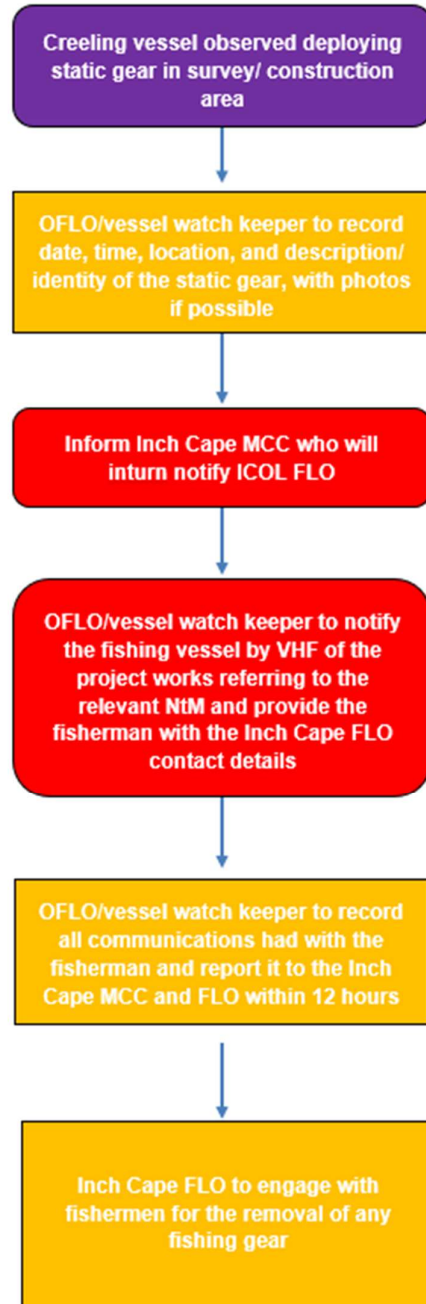 Creeling vessel observed deploying
static gear in survey/ construction
area
OFLO/vessel watch keeper to record
date, time, location, and description/
identity of the static gear, with photos
if possible
Inform Inch Cape MCC who will
inturn notify ICOL FLO
OFLO/vessel watch keeper to notify
the fishing vessel by VHF of the
project works referring to the
relevant NtM and provide the
fisherman with the Inch Cape FLO
contact details
OFLO/vessel watch keeper to record
all communications had with the
fisherman and report it to the Inch
Cape MCC and FLO within 12 hours
Inch Cape FLO to engage with
fishermen for the removal of any
fishing gear